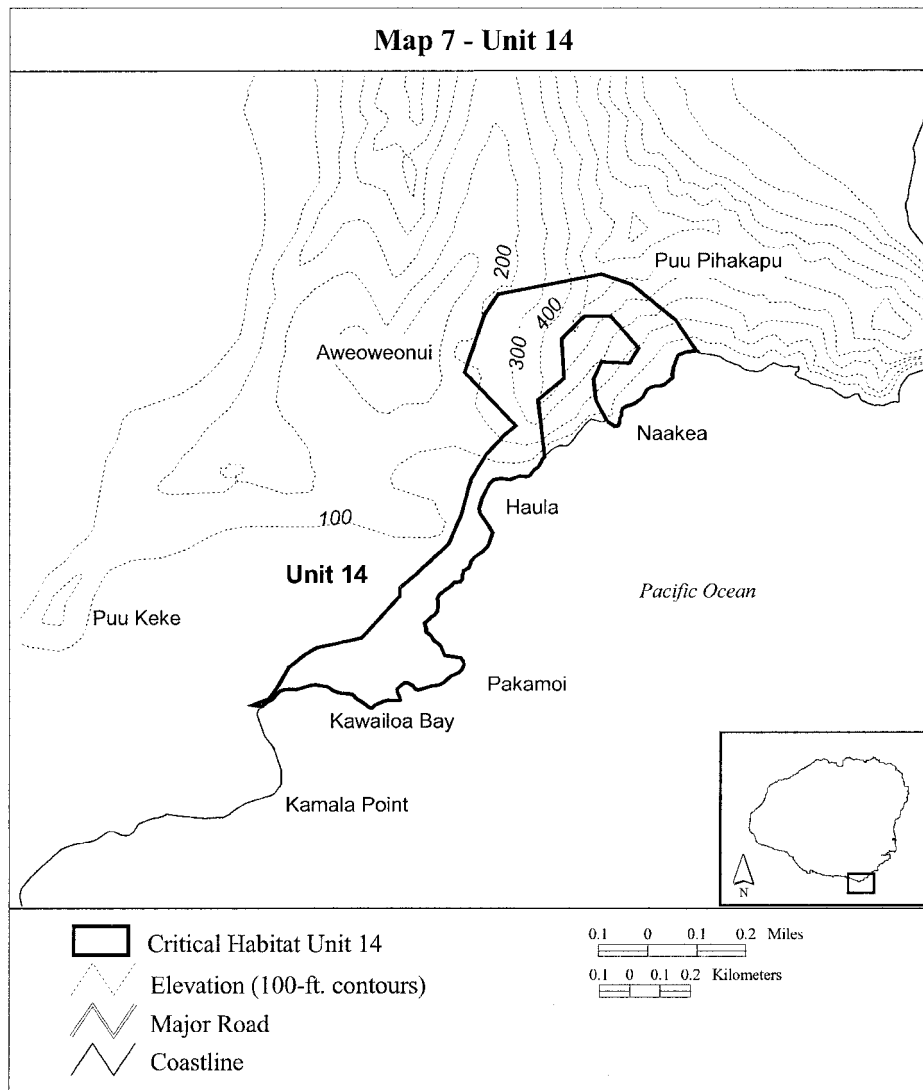 Map 7 - Unit 14
Puu Pihakapu
200
400
300
Aweoweonui
Naakea
Haula
100
Unit 14
Pacific Ocean
Puu Keke
Pakamoi
Kawailoa Bay
Kamala Point
N
Critical Habitat Unit 14
Elevation (100-ft. contours)
Major Road
Coastline
0.1 0 0.1 0.2 Miles
0.1 0 0.1 0.2 Kilometers